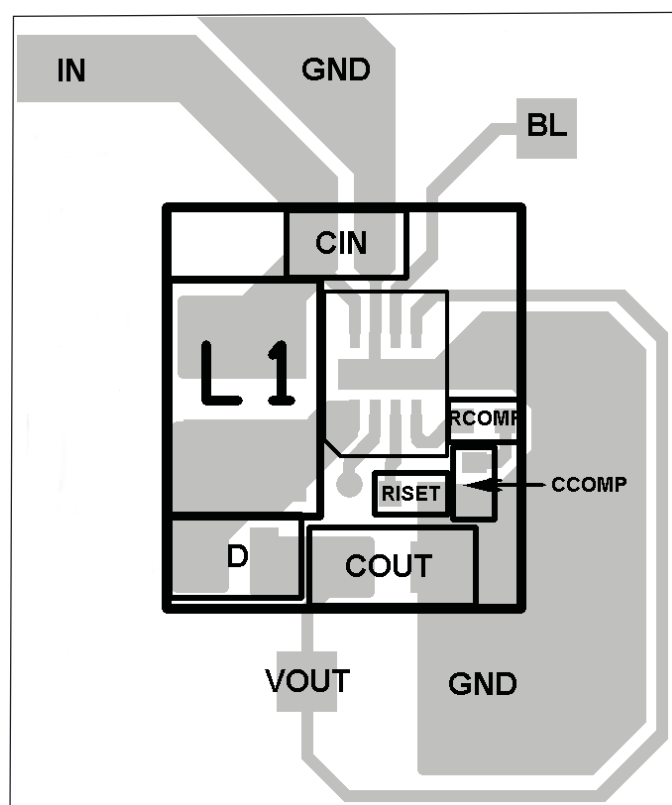 IN
GND
BL
CIN
L1
RCOMP
RISET
CCOMP
D
COUT
VOUT
GND